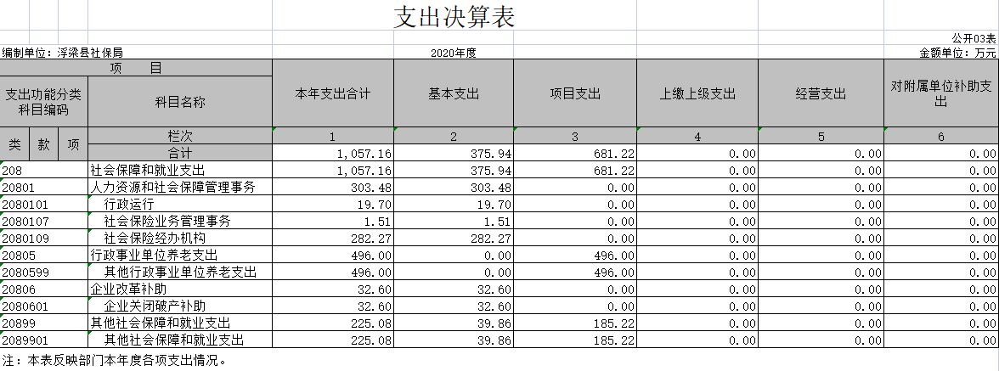 支出决算表
公开03表
编制单位：浮梁县社保局 2020年度 金额单位：万元
项 目 本年支出合计 基本支出 项目支出 上缴上级支出 经营支出 对附属单位补助支
出
支出功能分类
科目编码 科目名称
类 款 项 栏次 1 2 3 4 5 6
合计 1,057.16 375.94 681.22 0.00 0.00 0.00
208 社会保障和就业支出 1,057.16 375.94 681.22 0.00 0.00 0.00
20801 人力资源和社会保障管理事务 303.48 303.48 0.00 0.00 0.00 0.00
2080101 行政运行 19.70 19.70 0.00 0.00 0.00 0.00
2080107 社会保险业务管理事务 1.51 1.51 0.00 0.00 0.00 0.00
2080109 社会保险经办机构 282.27 282.27 0.00 0.00 0.00 0.00
20805 行政事业单位养老支出 496.00 0.00 496.00 0.00 0.00 0.00
2080599 其他行政事业单位养老支出 496.00 0.00 496.00 0.00 0.00 0.00
20806 企业改革补助 32.60 32.60 0.00 0.00 0.00 0.00
2080601 企业关闭破产补助 32.60 32.60 0.00 0.00 0.00 0.00
20899 其他社会保障和就业支出 225.08 39.86 185.22 0.00 0.00 0.00
2089901 其他社会保障和就业支出 225.08 39.86 185.22 0.00 0.00 0.00
注：本表反映部门本年度各项支出情况。